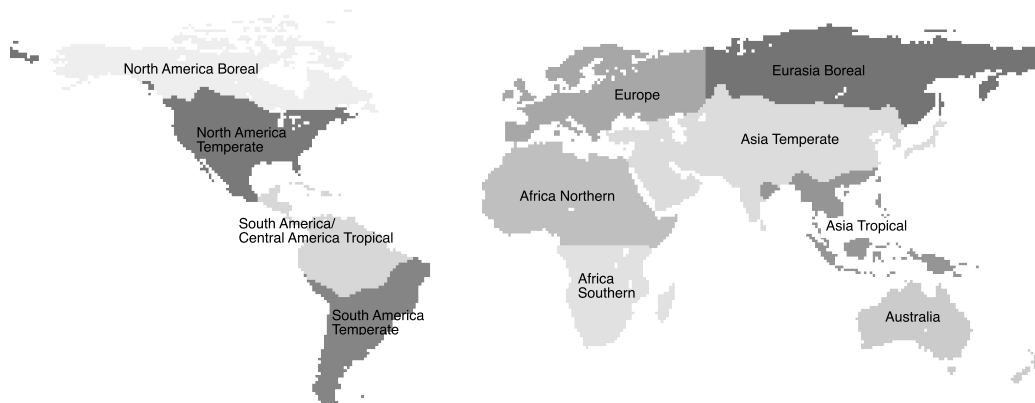 North America Boreal
North America
Temperate
South America/
Central America Tropical
South America
Temperate
Europe
Eurasia Boreal
Asia Temperate
Africa Northern
Asia Tropical
Africa
Southern
Australia